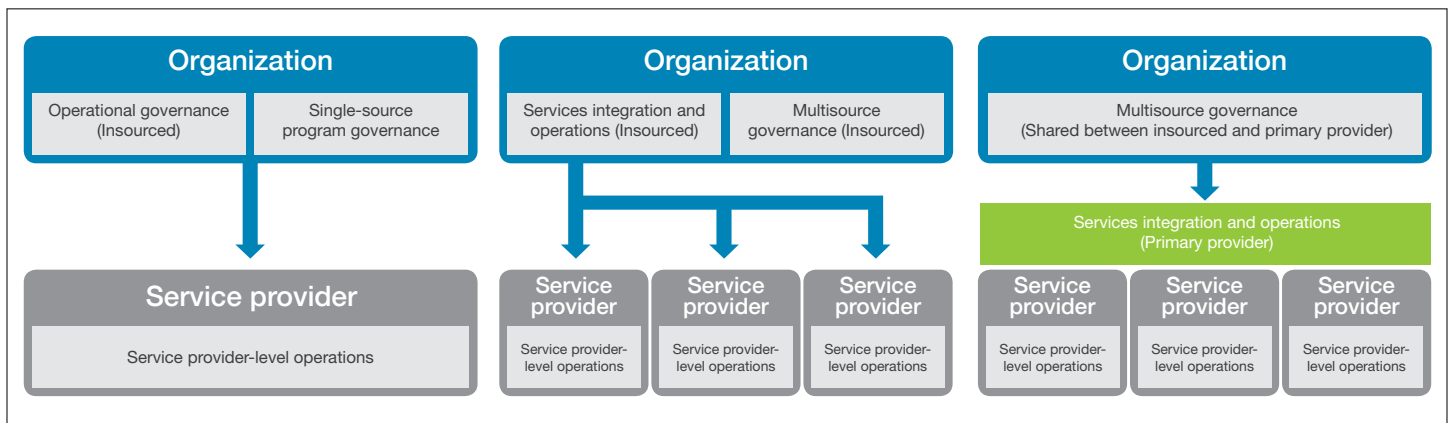 Organization
Operational governance
(Insourced)
Single-source
program governance
Service provider
Service provider-level operations
Organization
Services integration and
operations (Insourced)
Multisource
governance (Insourced)
Service
provider
Service provider-
level operations
Service
provider
Service provider-
level operations
Service
provider
Service provider-
level operations
Organization
Multisource governance
(Shared between insourced and primary provider)
Services integration and operations
(Primary provider)
Service
provider
Service provider-
level operations
Service
provider
Service provider-
level operations
Service
provider
Service provider-
level operations